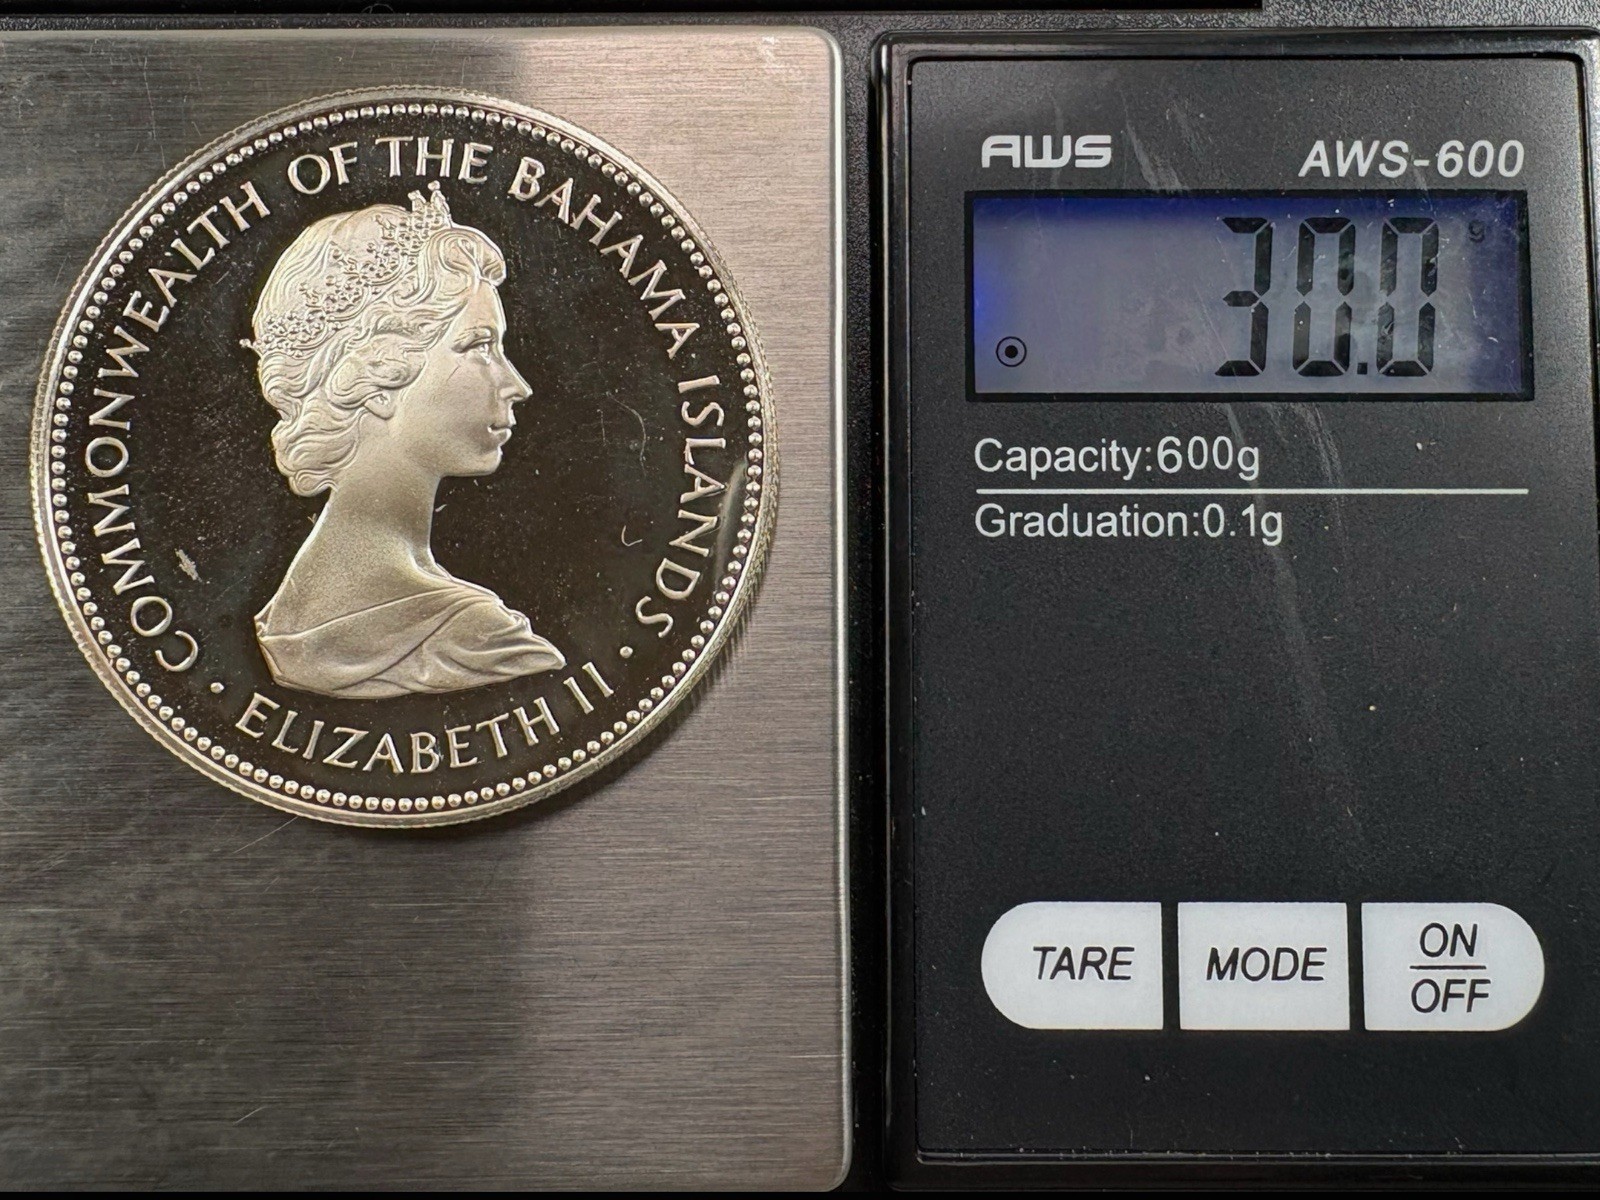 COMMONWEALTH OF THE BAHAMA ISLANDS
· ELIZABETH II ·
AWS
AWS-600
30.0 g
Capacity:600g
Graduation:0.1g
TARE
MODE
ON
OFF